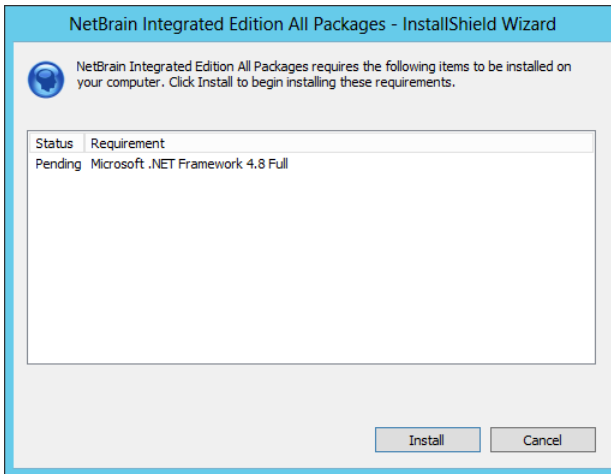 NetBrain Integrated Edition All Packages - InstallShield Wizard
NetBrain Integrated Edition All Packages requires the following items to be installed on
your computer. Click Install to begin installing these requirements.
Status Requirement
Pending Microsoft .NET Framework 4.8 Full
Install Cancel